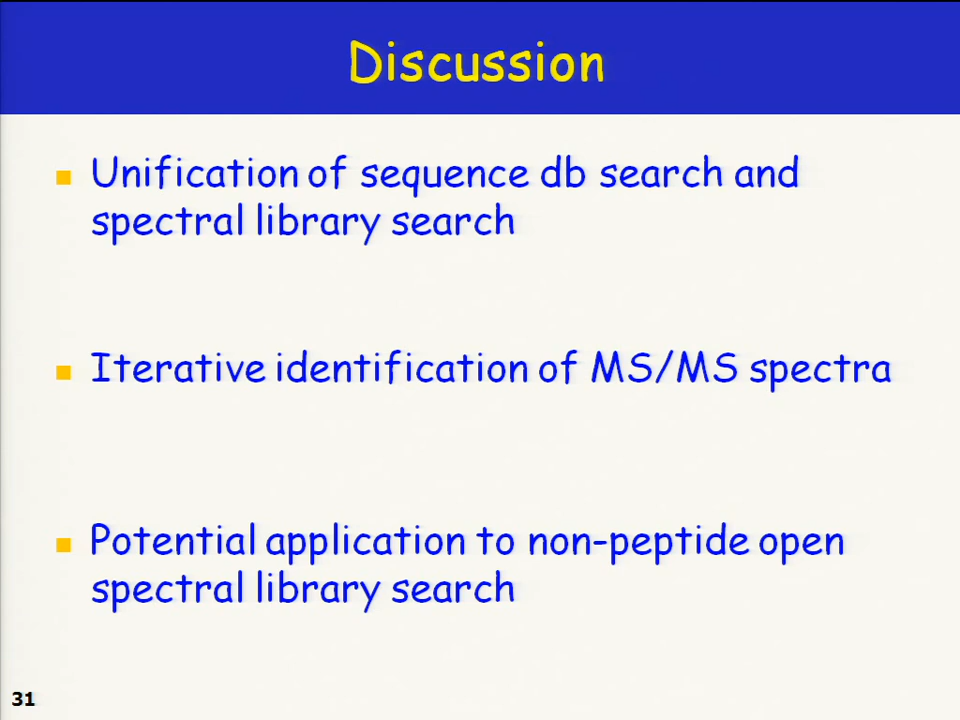 Discussion
Unification of sequence db search and
spectral library search
Iterative identification of MS/MS spectra
Potential application to non-peptide open
spectral library search
31